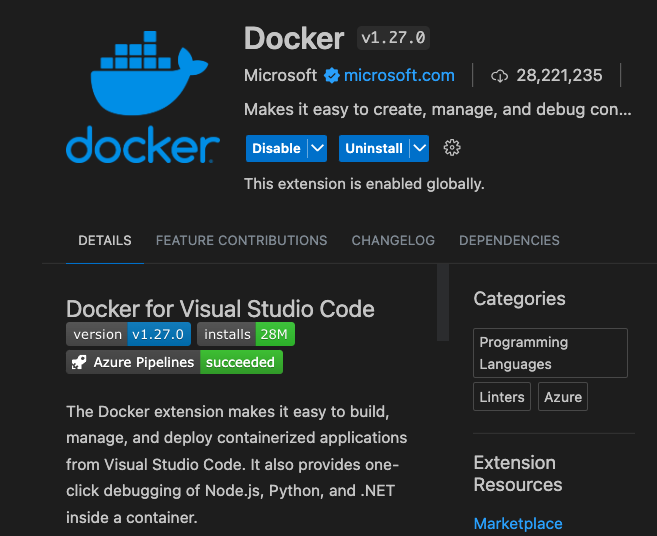 docker
Docker v1.27.0
Microsoft microsoft.com 28,221,235
Makes it easy to create, manage, and debug con...
Disable Uninstall
This extension is enabled globally.
DETAILS FEATURE CONTRIBUTIONS CHANGELOG DEPENDENCIES
Docker for Visual Studio Code
version v1.27.0 installs 28M
Azure Pipelines succeeded
The Docker extension makes it easy to build,
manage, and deploy containerized applications
from Visual Studio Code. It also provides one-
click debugging of Node.js, Python, and .NET
inside a container.
Categories
Programming
Languages
Linters Azure
Extension
Resources
Marketplace